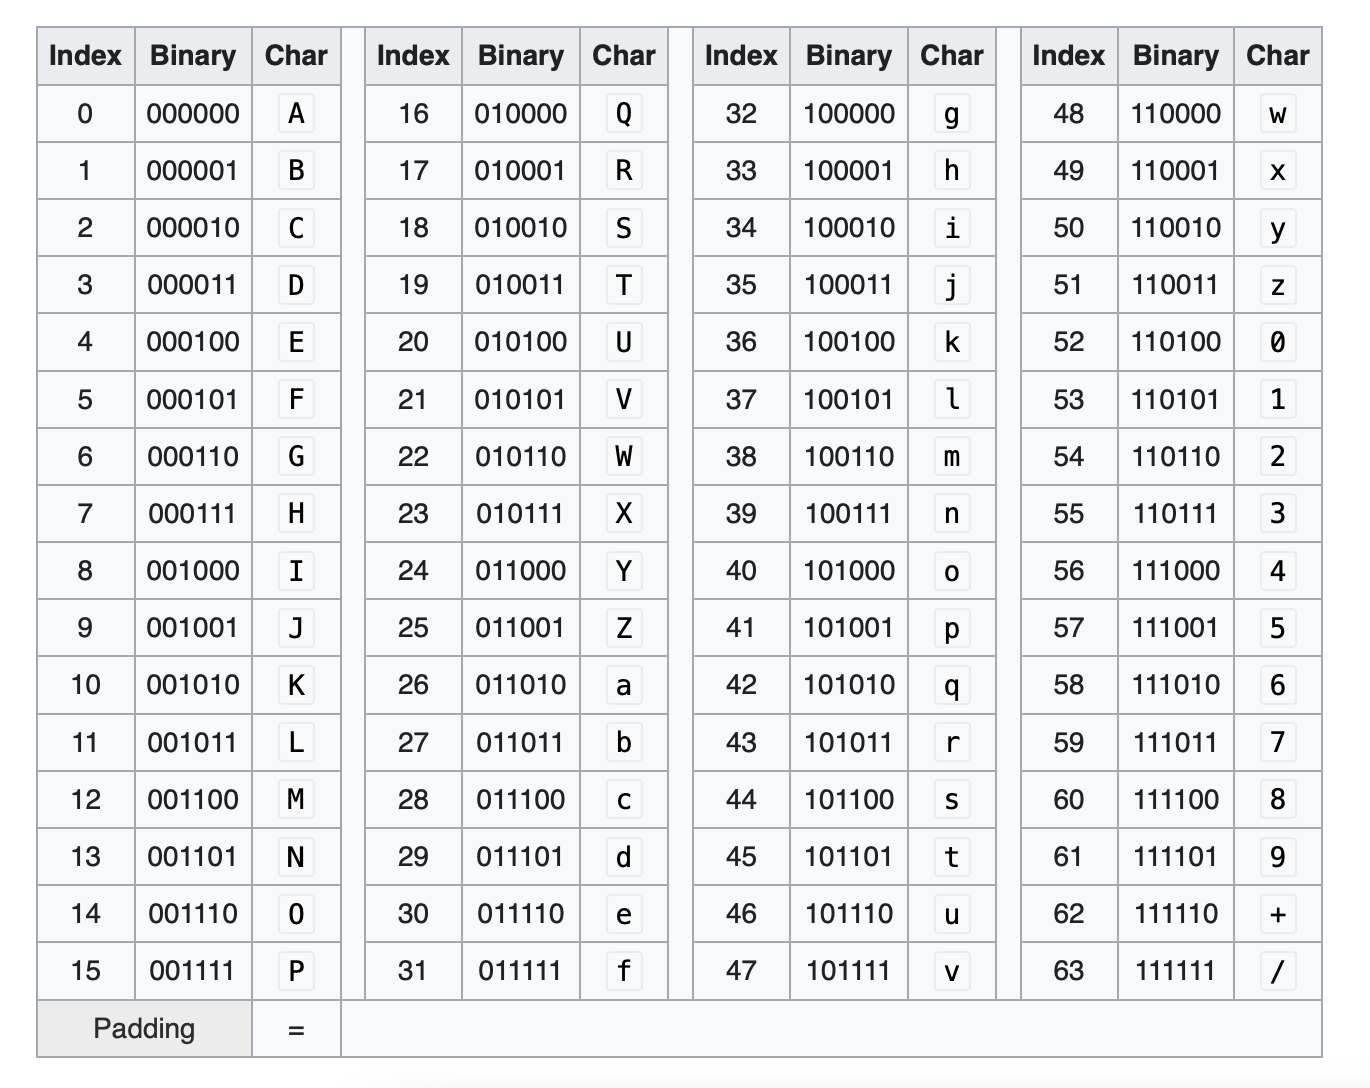 Index Binary Char Index Binary Char Index Binary Char Index Binary Char
0 000000 A 16 010000 Q 32 100000 g 48 110000 w
1 000001 B 17 010001 R 33 100001 h 49 110001 x
2 000010 C 18 010010 S 34 100010 i 50 110010 y
3 000011 D 19 010011 T 35 100011 j 51 110011 z
4 000100 E 20 010100 U 36 100100 k 52 110100 0
5 000101 F 21 010101 V 37 100101 l 53 110101 1
6 000110 G 22 010110 W 38 100110 m 54 110110 2
7 000111 H 23 010111 X 39 100111 n 55 110111 3
8 001000 I 24 011000 Y 40 101000 o 56 111000 4
9 001001 J 25 011001 Z 41 101001 p 57 111001 5
10 001010 K 26 011010 a 42 101010 q 58 111010 6
11 001011 L 27 011011 b 43 101011 r 59 111011 7
12 001100 M 28 011100 c 44 101100 s 60 111100 8
13 001101 N 29 011101 d 45 101101 t 61 111101 9
14 001110 O 30 011110 e 46 101110 u 62 111110 +
15 001111 P 31 011111 f 47 101111 v 63 111111 /
Padding =